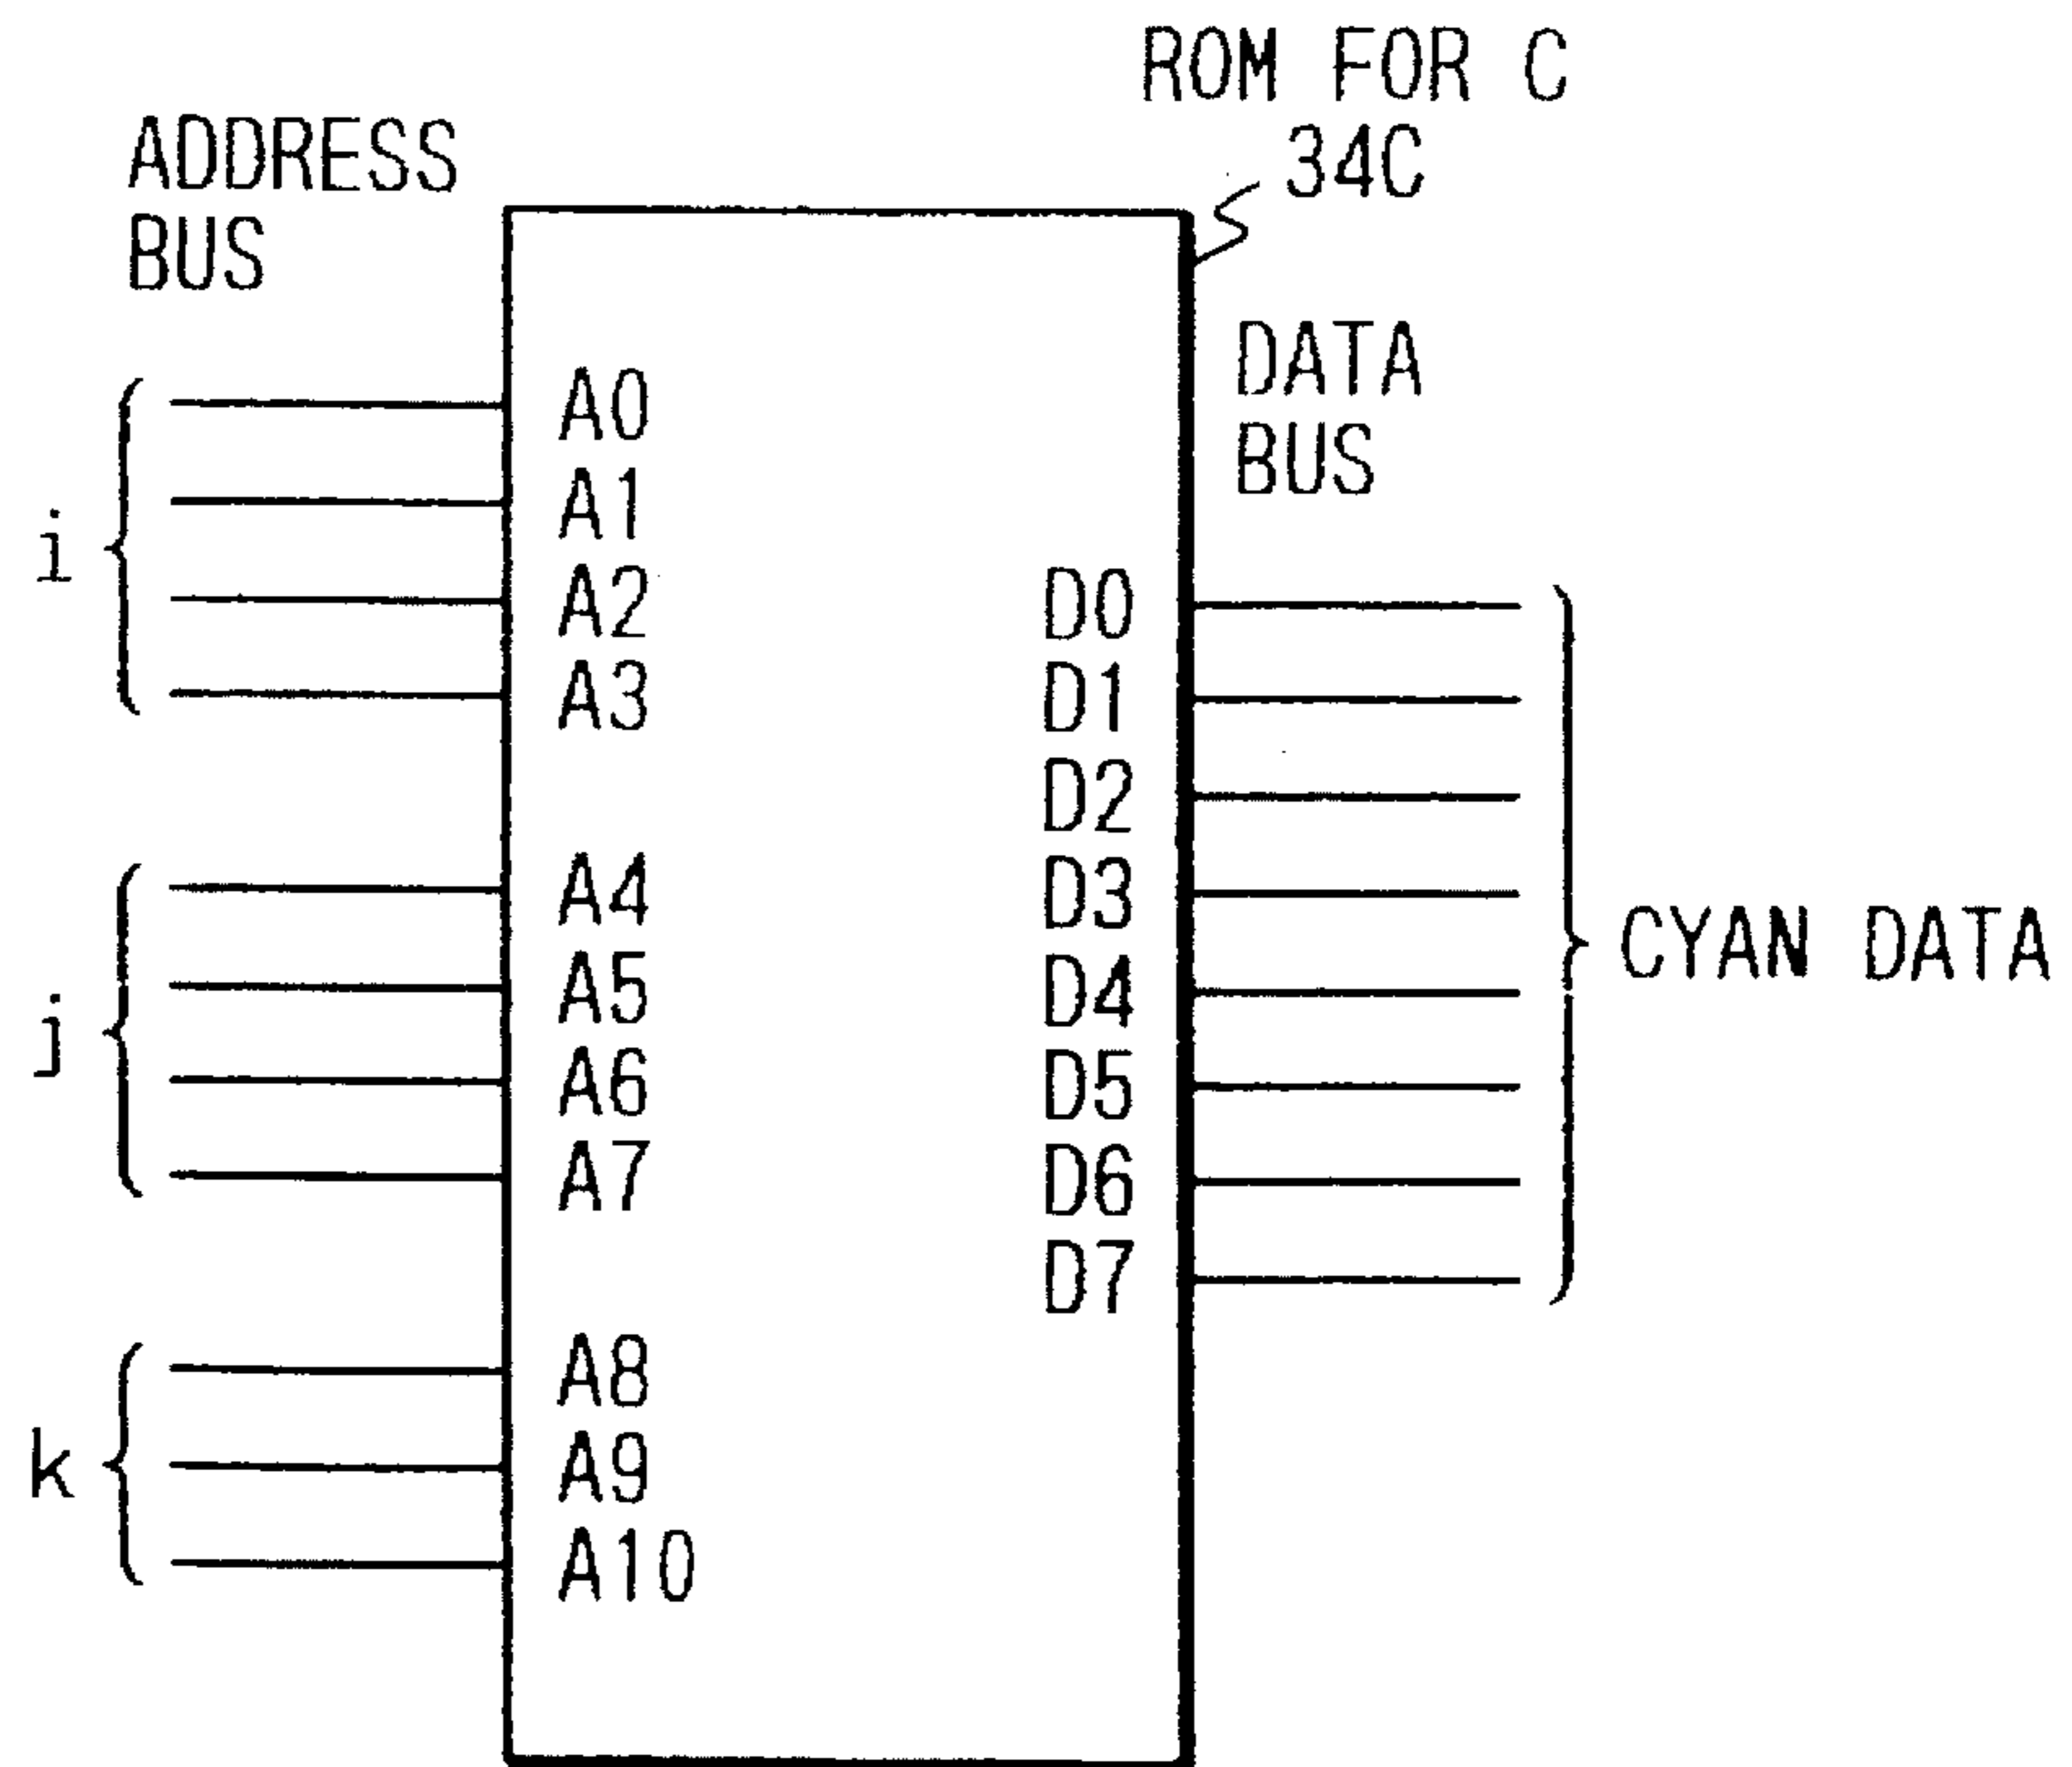 ROM FOR C
34C
ADDRESS
BUS
DATA
BUS
i
A0
A1
A2
A3
j
A4
A5
A6
A7
k
A8
A9
A10
D0
D1
D2
D3
D4
D5
D6
D7
CYAN DATA